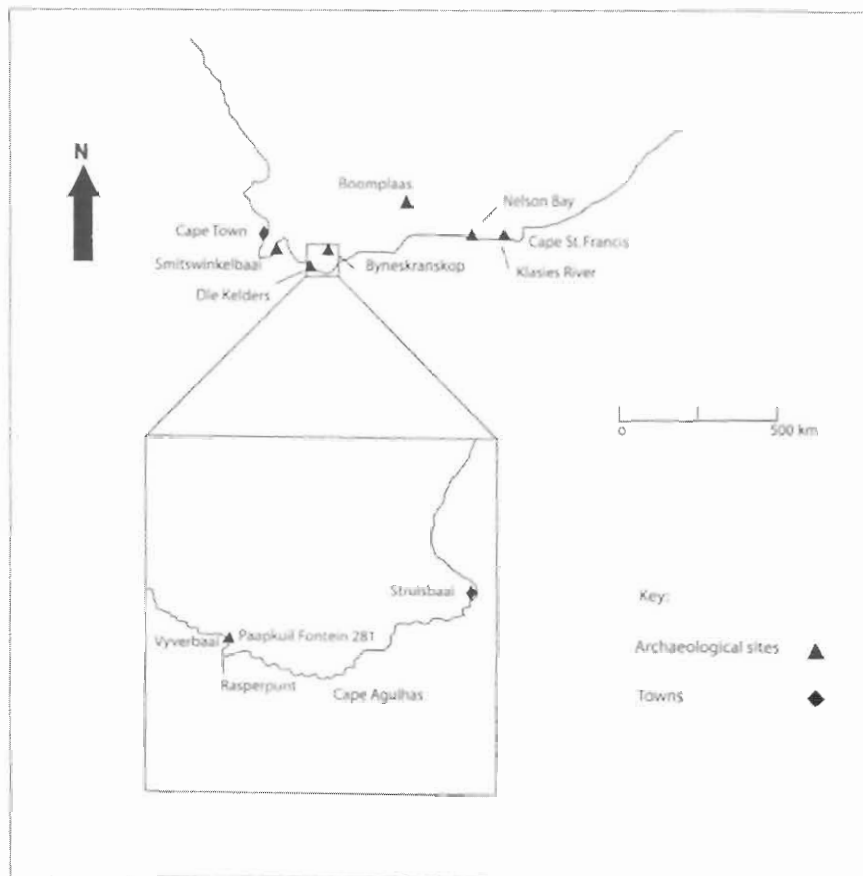 N
Boomplaas
Nelson Bay
Cape Town
Cape St. Francis
Smitswinkelbaai
Byneskranskop
Klasies River
Die Kelders
0
500 km
Struisbaai
Key:
Vyverbaai
Paapkuil Fontein 281
Archaeological sites
Rasperpunt
Cape Agulhas
Towns